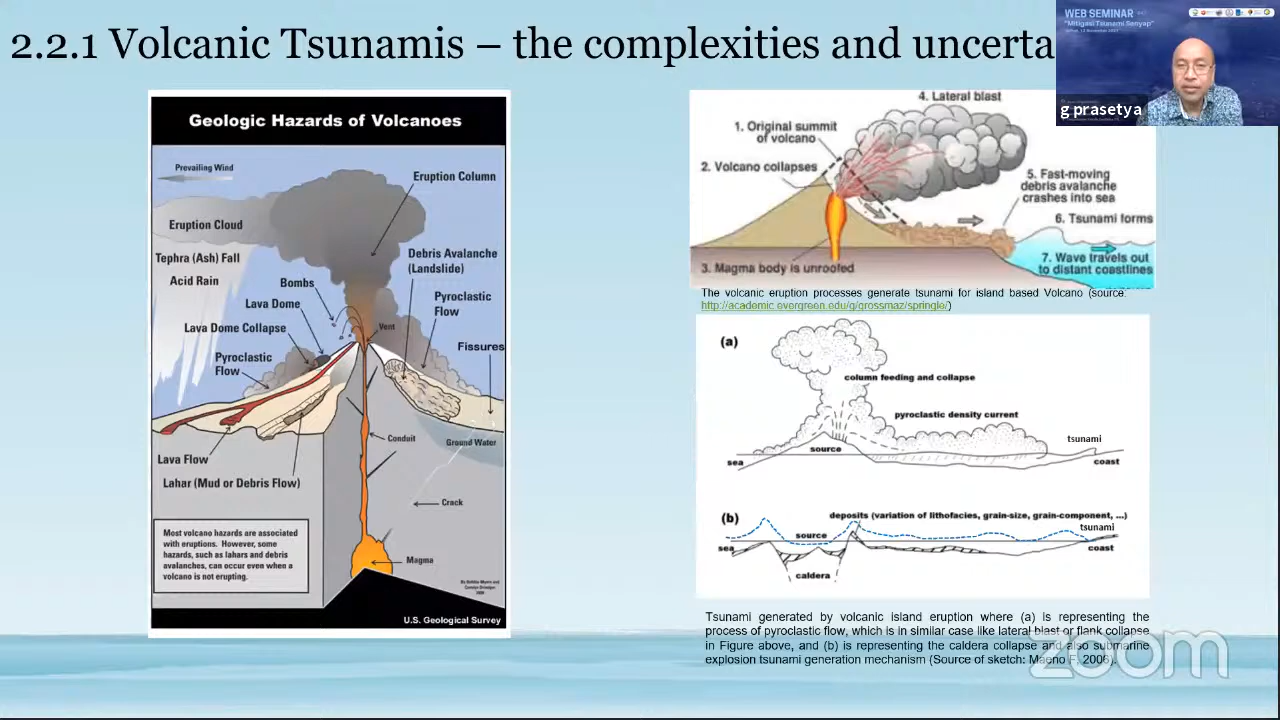 2.2.1 Volcanic Tsunamis – the complexities and uncerta
WEB SEMINAR
"Mitigasi Tsunami Senyap"
g prasetya
Geologic Hazards of Volcanoes
Prevailing Wind
Eruption Column
Eruption Cloud
Tephra (Ash) Fall
Acid Rain
Bombs
Lava Dome
Lava Dome Collapse
Pyroclastic
Flow
Debris Avalanche
(Landslide)
Pyroclastic
Flow
Vent
Fissures
Conduit
Ground Water
Lava Flow
Lahar (Mud or Debris Flow)
Crack
Magma
Most volcano hazards are associated
with eruptions. However, some
hazards, such as lahars and debris
avalanches, can occur even when a
volcano is not erupting.
U.S. Geological Survey
4. Lateral blast
1. Original summit
of volcano
2. Volcano collapses
5. Fast-moving
debris avalanche
crashes into sea
6. Tsunami forms
3. Magma body is unroofed
7. Wave travels out
to distant coastlines
The volcanic eruption processes generate tsunami for island based Volcano (source:
http://academic.evergreen.edu/g/grossmaz/springle/)
(a)
column feeding and collapse
pyroclastic density current
source
tsunami
sea
coast
(b)
deposits (variation of lithofacies, grain-size, grain-component, ...)
tsunami
source
sea
coast
caldera
Tsunami generated by volcanic island eruption where (a) is representing the
process of pyroclastic flow, which is in similar case like lateral blast or flank collapse
in Figure above, and (b) is representing the caldera collapse and also submarine
explosion tsunami generation mechanism (Source of sketch: Maeno F. 2006).
zoom